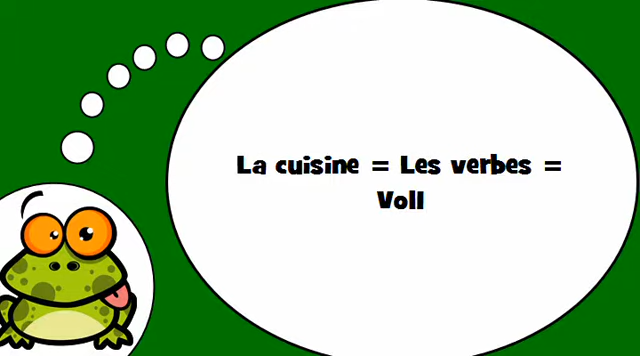 La cuisine = Les verbes =
Voll